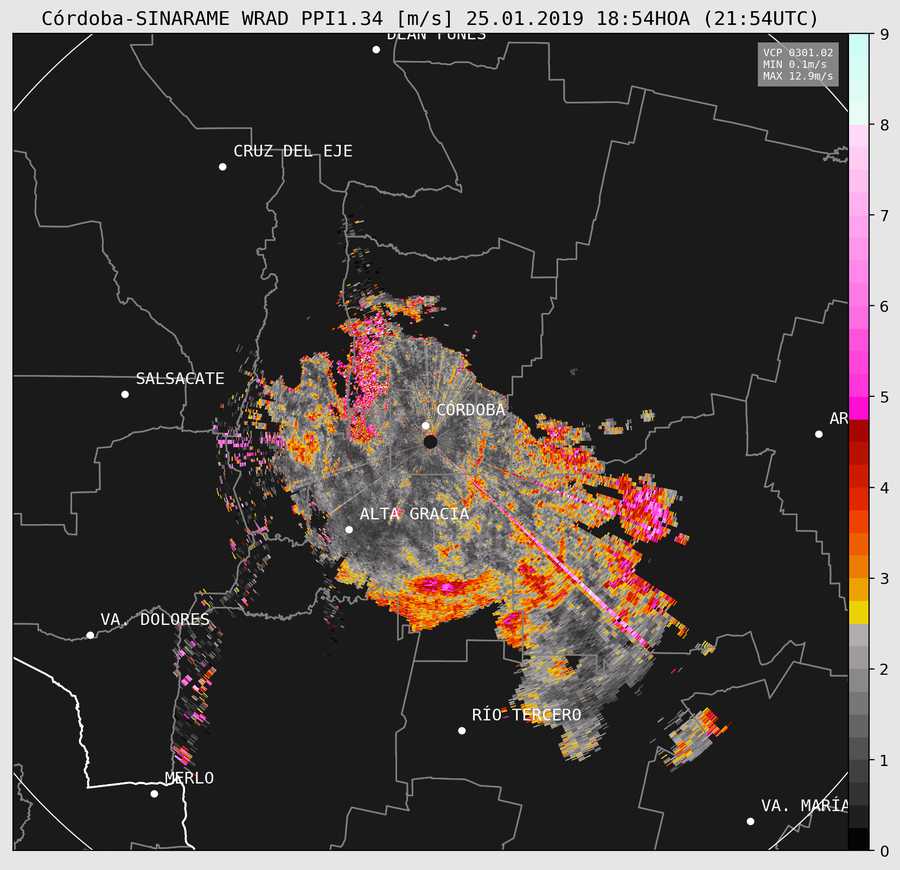 Córdoba-SINARAME WRAD PPI1.34 [m/s] 25.01.2019 18:54HOA (21:54UTC)
DEÁN FUNES
VCP 0301.02
MIN 0.1m/s
MAX 12.9m/s
CRUZ DEL EJE
SALSACATE
CÓRDOBA
AR
ALTA GRACIA
VA. DOLORES
RÍO TERCERO
MERLO
VA. MARÍA
9
8
7
6
5
4
3
2
1
0